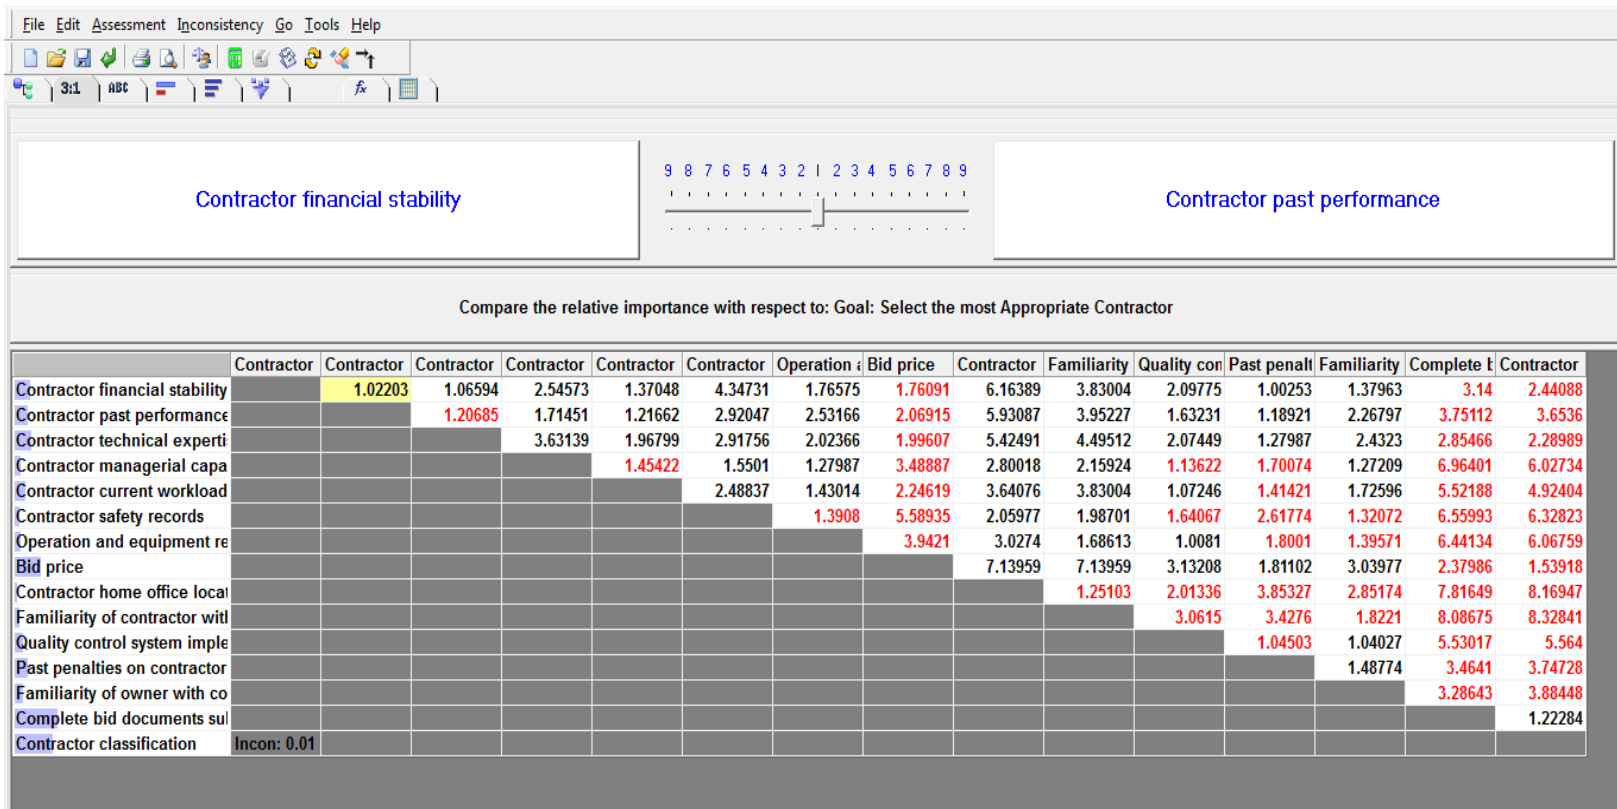 File Edit Assessment Inconsistency Go Tools Help
3:1 ABC fx
Contractor financial stability
9 8 7 6 5 4 3 2 1 2 3 4 5 6 7 8 9
Contractor past performance
Compare the relative importance with respect to: Goal: Select the most Appropriate Contractor
Contractor Contractor Contractor Contractor Contractor Contractor Operation a Bid price Contractor Familiarity Quality con Past penalt Familiarity Complete b Contractor
Contractor financial stability 1.02203 1.06594 2.54573 1.37048 4.34731 1.76575 1.76091 6.16389 3.83004 2.09775 1.00253 1.37963 3.14 2.44088
Contractor past performance 1.20685 1.71451 1.21662 2.92047 2.53166 2.06915 5.93087 3.95227 1.63231 1.18921 2.26797 3.75112 3.6536
Contractor technical experti 3.63139 1.96799 2.91756 2.02366 1.99607 5.42491 4.49512 2.07449 1.27987 2.4323 2.85466 2.28989
Contractor managerial capa 1.45422 1.5501 1.27987 3.48887 2.80018 2.15924 1.13622 1.70074 1.27209 6.96401 6.02734
Contractor current workload 2.48837 1.43014 2.24619 3.64076 3.83004 1.07246 1.41421 1.72596 5.52188 4.92404
Contractor safety records 1.3908 5.58935 2.05977 1.98701 1.64067 2.61774 1.32072 6.55993 6.32823
Operation and equipment re 3.9421 3.0274 1.68613 1.0081 1.8001 1.39571 6.44134 6.06759
Bid price 7.13959 7.13959 3.13208 1.81102 3.03977 2.37986 1.53918
Contractor home office locat 1.25103 2.01336 3.85327 2.85174 7.81649 8.16947
Familiarity of contractor witl 3.0615 3.4276 1.8221 8.08675 8.32841
Quality control system imple 1.04503 1.04027 5.53017 5.564
Past penalties on contractor 1.48774 3.4641 3.74728
Familiarity of owner with co 3.28643 3.88448
Complete bid documents sul 1.22284
Contractor classification Incon: 0.01